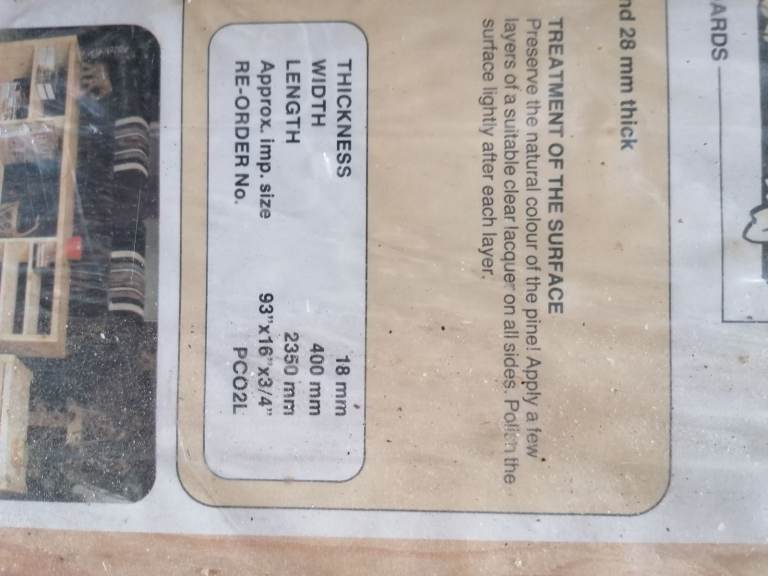 ARDS
nd 28 mm thick
TREATMENT OF THE SURFACE
Preserve the natural colour of the pine! Apply a few
layers of a suitable clear lacquer on all sides. Polish the
surface lightly after each layer.
THICKNESS 18 mm
WIDTH 400 mm
LENGTH 2350 mm
Approx. imp. size 93"x16"x3/4"
RE-ORDER No. PCO2L